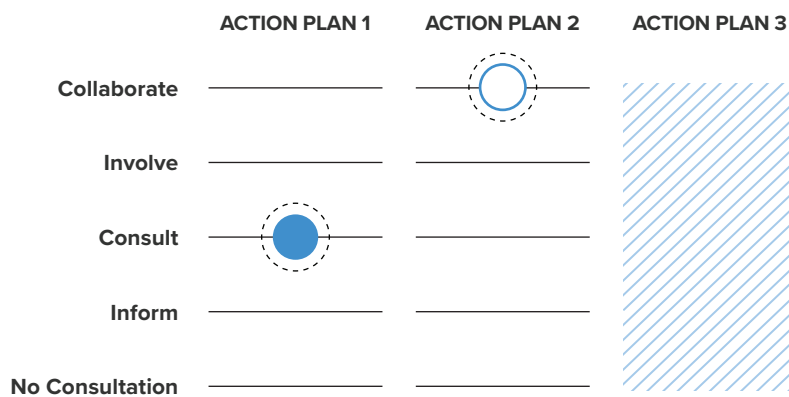 ACTION PLAN 1 ACTION PLAN 2 ACTION PLAN 3
Collaborate
Involve
Consult
Inform
No Consultation